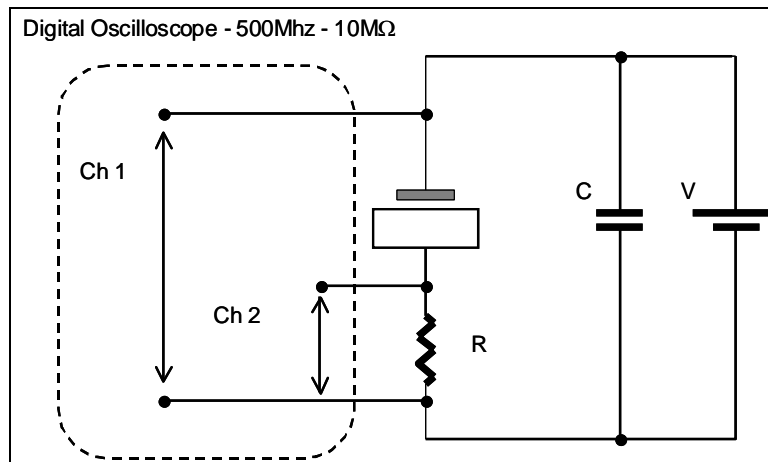 Digital Oscilloscope - 500Mhz - 10MΩ
Ch 1
C
V
Ch 2
R